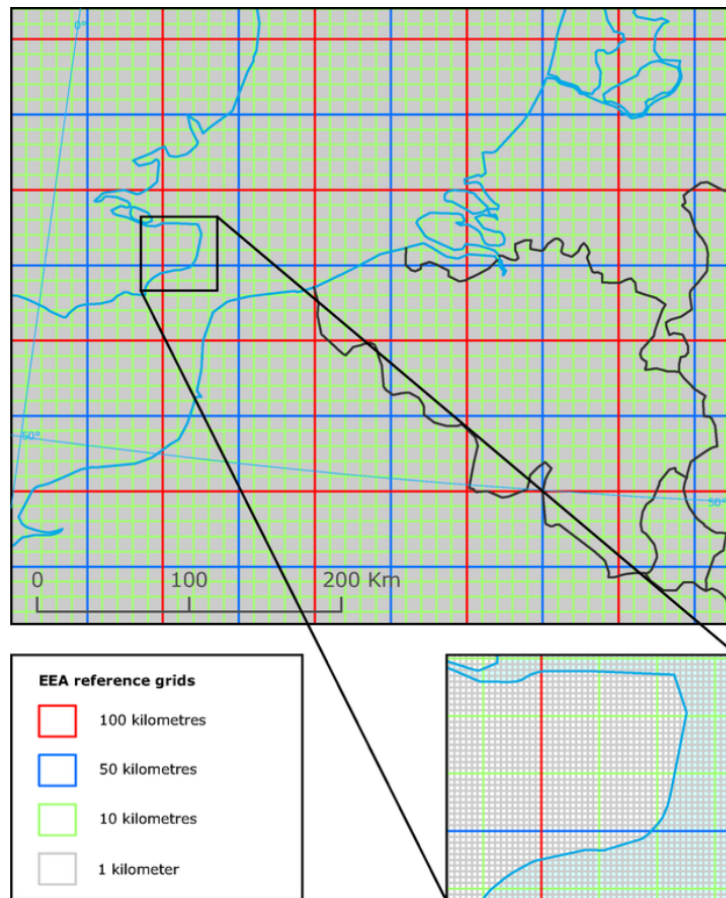 0°
50°
50°
0 100 200 Km
EEA reference grids
100 kilometres
50 kilometres
10 kilometres
1 kilometer